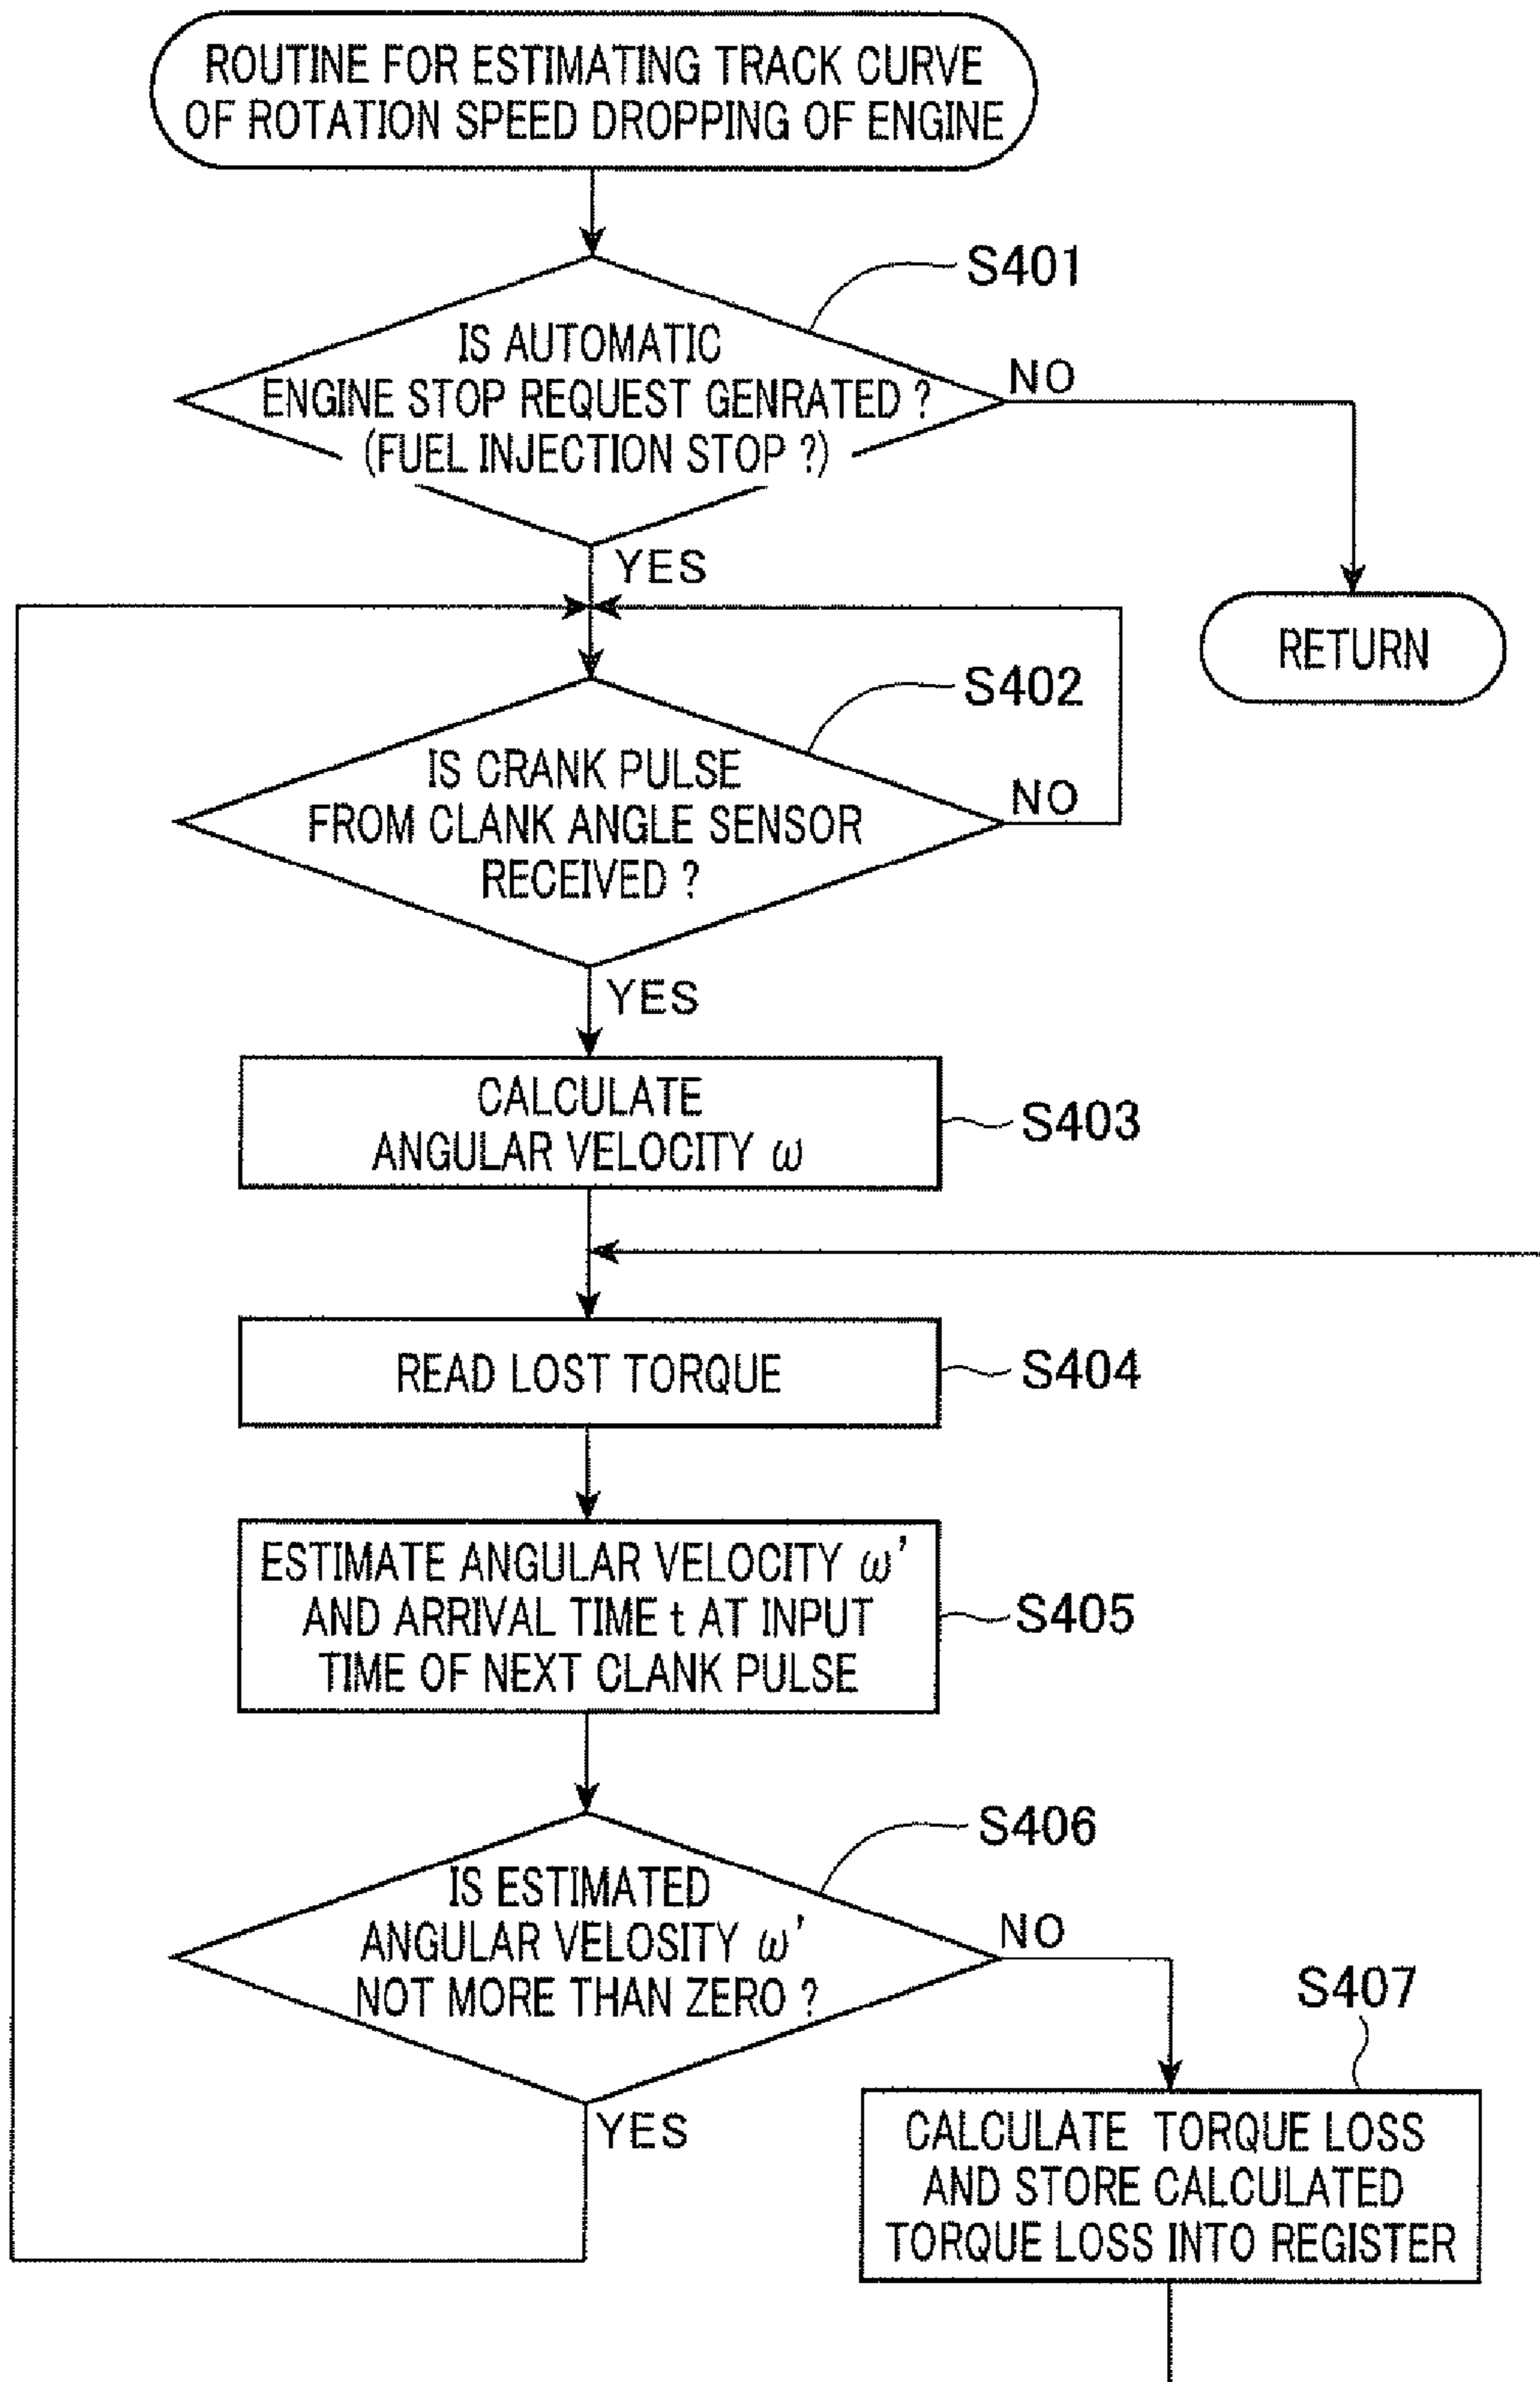 ROUTINE FOR ESTIMATING TRACK CURVE
OF ROTATION SPEED DROPPING OF ENGINE
S401
IS AUTOMATIC
ENGINE STOP REQUEST GENRATED ?
(FUEL INJECTION STOP ?)
NO
YES
RETURN
S402
IS CRANK PULSE
FROM CLANK ANGLE SENSOR
RECEIVED ?
NO
YES
CALCULATE
ANGULAR VELOCITY ω
S403
READ LOST TORQUE
S404
ESTIMATE ANGULAR VELOCITY ω'
AND ARRIVAL TIME t AT INPUT
TIME OF NEXT CLANK PULSE
S405
S406
IS ESTIMATED
ANGULAR VELOSITY ω'
NOT MORE THAN ZERO ?
NO
YES
S407
CALCULATE TORQUE LOSS
AND STORE CALCULATED
TORQUE LOSS INTO REGISTER